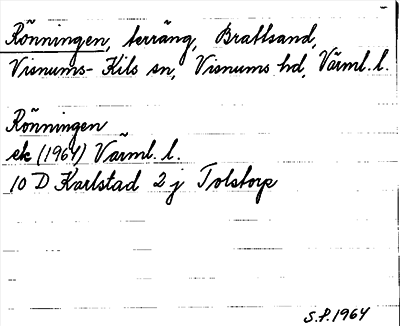 Rönningen, terräng, Brattsand,
Visnums-Kils sn, Visnums hd, Värml. l.
Rönningen
ek (1964) Värml. l.
10 D Karlstad 2 j Tolstorp
S.P. 1964